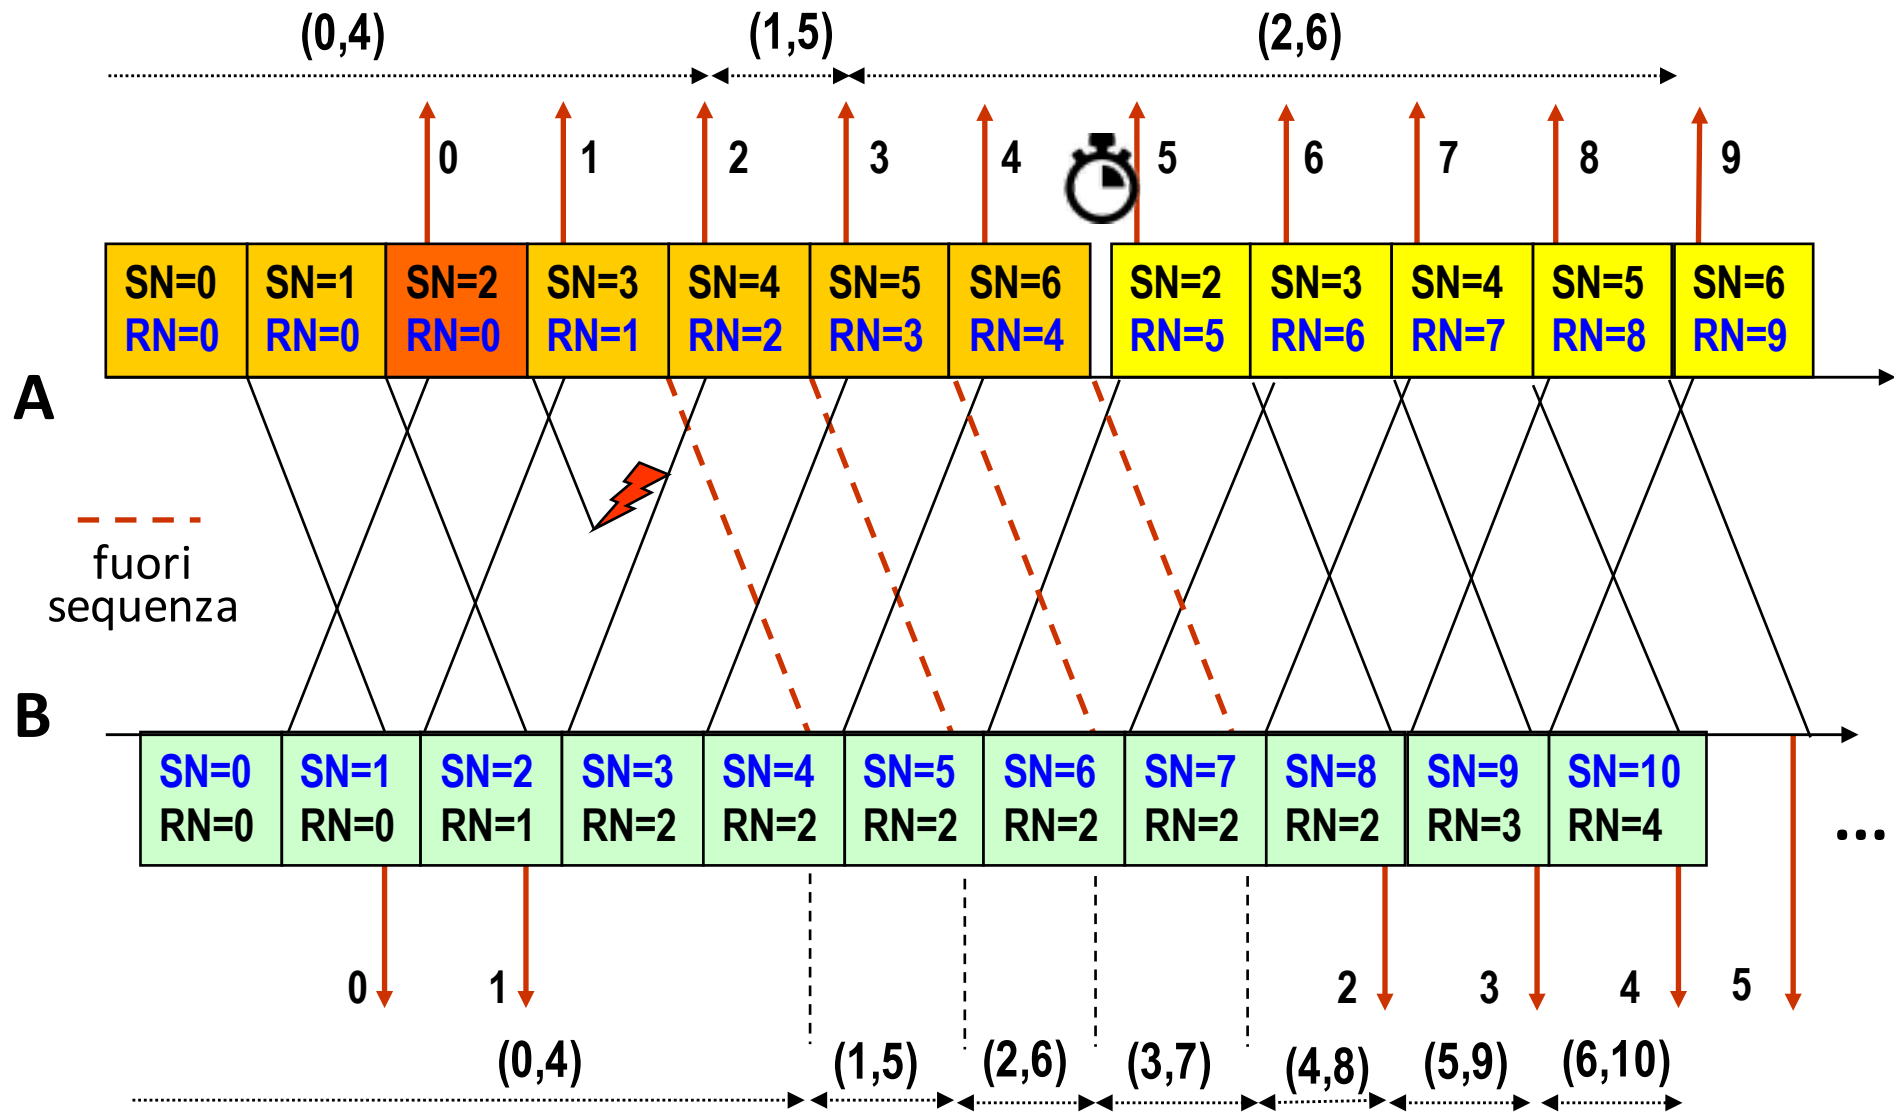 (0,4) (1,5) (2,6)
0 1 2 3 4 5 6 7 8 9
SN=0 SN=1 SN=2 SN=3 SN=4 SN=5 SN=6 SN=2 SN=3 SN=4 SN=5 SN=6
RN=0 RN=0 RN=0 RN=1 RN=2 RN=3 RN=4 RN=5 RN=6 RN=7 RN=8 RN=9
A
fuori
sequenza
B
SN=0 SN=1 SN=2 SN=3 SN=4 SN=5 SN=6 SN=7 SN=8 SN=9 SN=10
RN=0 RN=0 RN=1 RN=2 RN=2 RN=2 RN=2 RN=2 RN=2 RN=3 RN=4
...
0 1 2 3 4 5
(0,4) (1,5) (2,6) (3,7) (4,8) (5,9) (6,10)